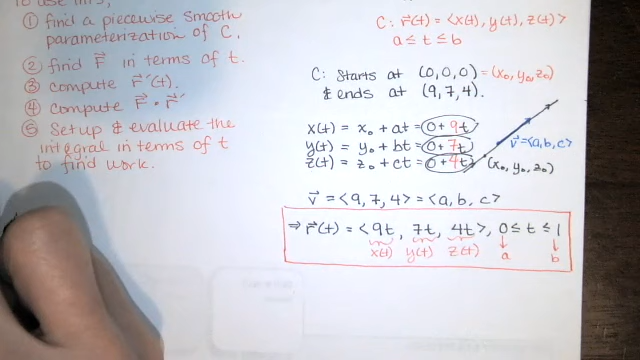 To use this,
① find a piecewise smooth
parameterization of C.
② find F⃗ in terms of t.
③ compute r⃗'(t).
④ compute F⃗ • r⃗'
⑤ Setup & evaluate the
integral in terms of t
to find work.
C: r⃗(t) = <x(t), y(t), z(t)>
a ≤ t ≤ b
C: Starts at (0,0,0) = (x₀, y₀, z₀)
& ends at (9,7,4).
x(t) = x₀ + at = 0 + 9t
y(t) = y₀ + bt = 0 + 7t
z(t) = z₀ + ct = 0 + 4t
v⃗ = <a, b, c>
(x₀, y₀, z₀)
v⃗ = <9, 7, 4> = <a, b, c>
⇒ r⃗(t) = <9t, 7t, 4t>, 0 ≤ t ≤ 1
x(t) y(t) z(t) a b